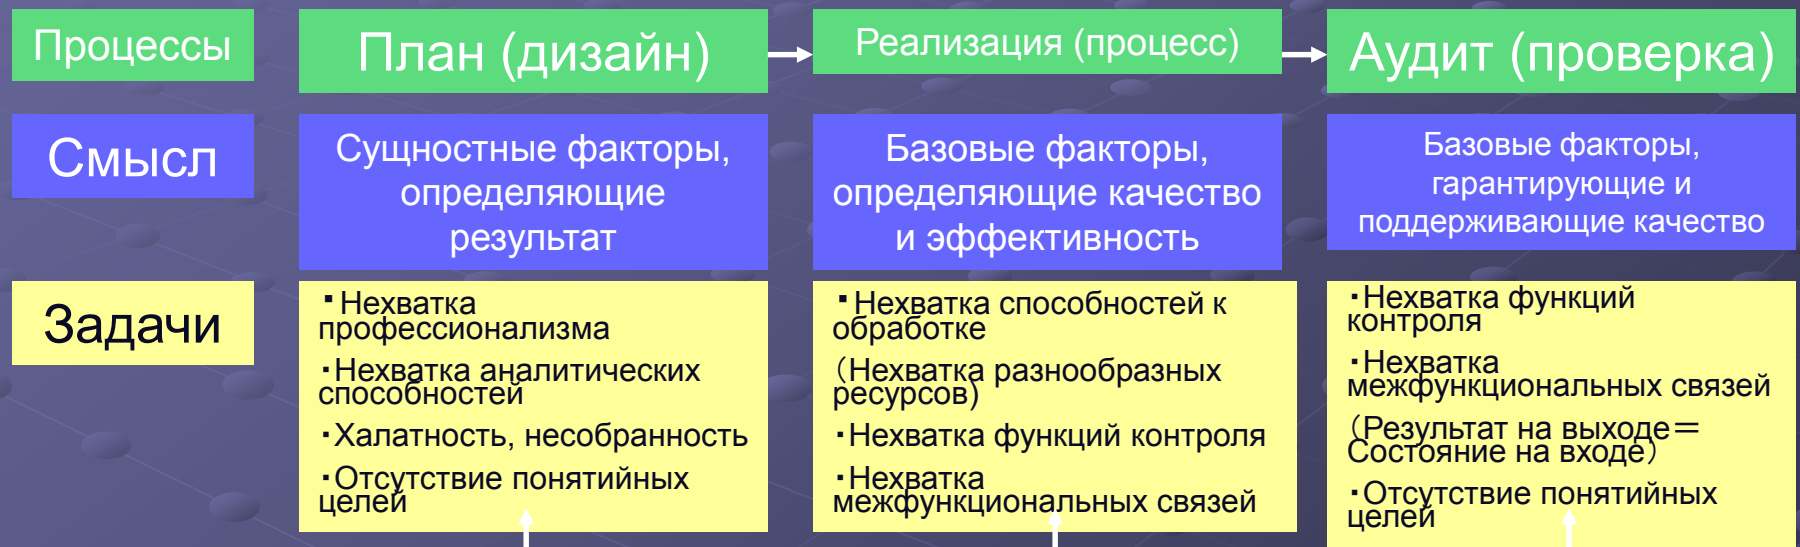 Процессы
План (дизайн)
Реализация (процесс)
Аудит (проверка)
Смысл
Сущностные факторы,
определяющие
результат
Базовые факторы,
определяющие качество
и эффективность
Базовые факторы,
гарантирующие и
поддерживающие качество
Задачи
▪Нехватка
профессионализма
▪Нехватка аналитических
способностей
▪Халатность, несобранность
▪Отсутствие понятийных
целей
▪Нехватка способностей к
обработке
（Нехватка разнообразных
ресурсов)
▪Нехватка функций контроля
▪Нехватка
межфункциональных связей
▪Нехватка функций
контроля
▪Нехватка
межфункциональных связей
（Результат на выходе＝
Состояние на входе）
▪Отсутствие понятийных
целей